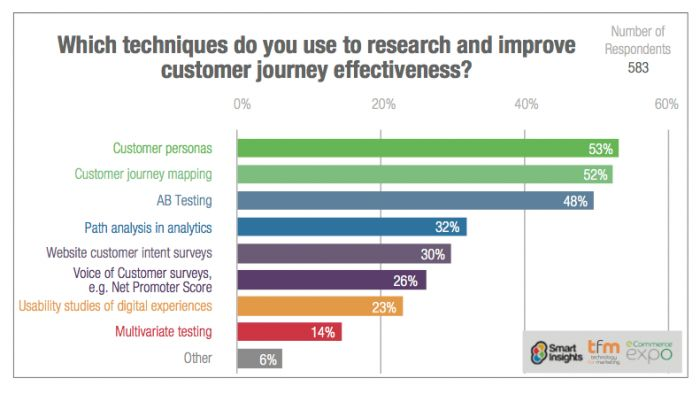 Which techniques do you use to research and improve
customer journey effectiveness?
Number of
Respondents
583
0%
20%
40%
60%
Customer personas
53%
Customer journey mapping
52%
AB Testing
48%
Path analysis in analytics
32%
Website customer intent surveys
30%
Voice of Customer surveys,
e.g. Net Promoter Score
26%
Usability studies of digital experiences
23%
Multivariate testing
14%
Other
6%
Smart
Insights
tfm
technology
for marketing
eCommerce
expo